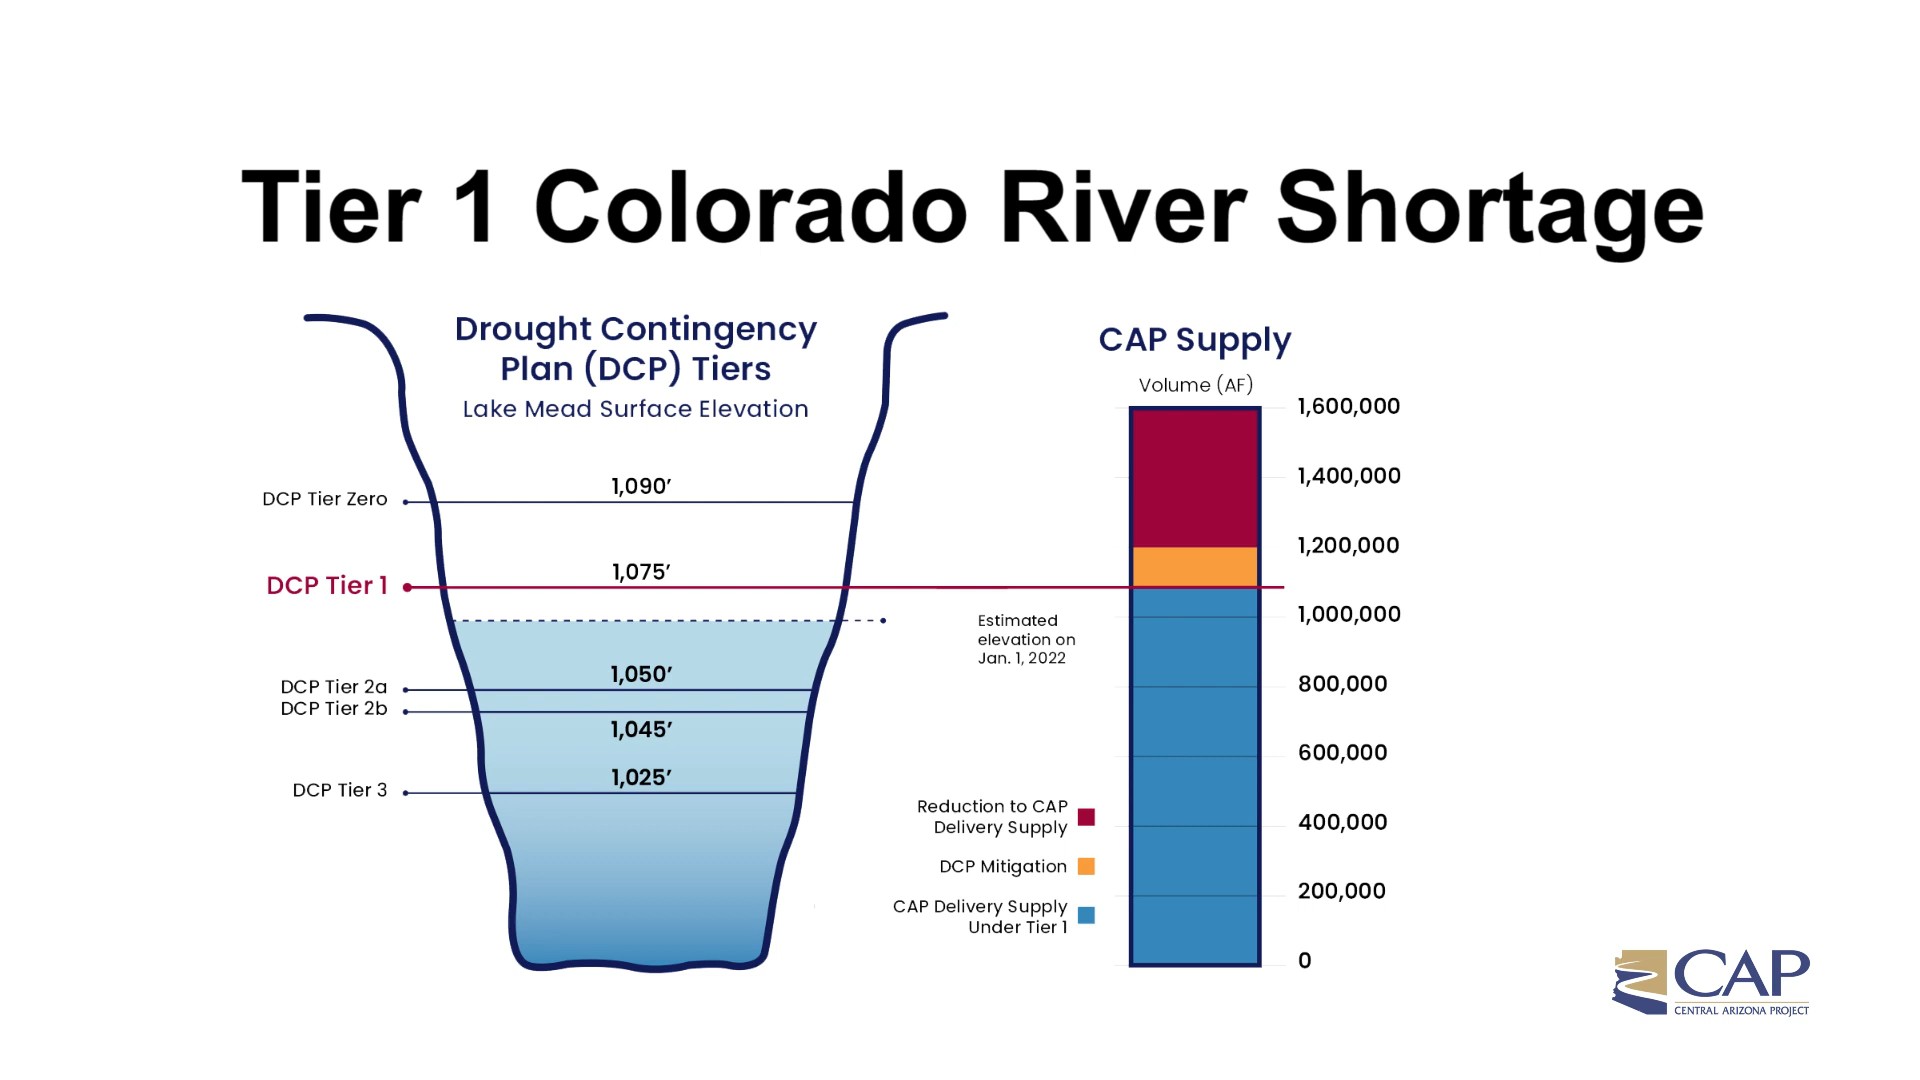 Tier 1 Colorado River Shortage
Drought Contingency
Plan (DCP) Tiers
Lake Mead Surface Elevation
DCP Tier Zero
1,090’
DCP Tier 1
1,075’
Estimated
elevation on
Jan. 1, 2022
DCP Tier 2a
1,050’
DCP Tier 2b
1,045’
DCP Tier 3
1,025’
CAP Supply
Volume (AF)
1,600,000
1,400,000
1,200,000
1,000,000
800,000
600,000
400,000
200,000
0
Reduction to CAP
Delivery Supply
DCP Mitigation
CAP Delivery Supply
Under Tier 1
CAP
CENTRAL ARIZONA PROJECT